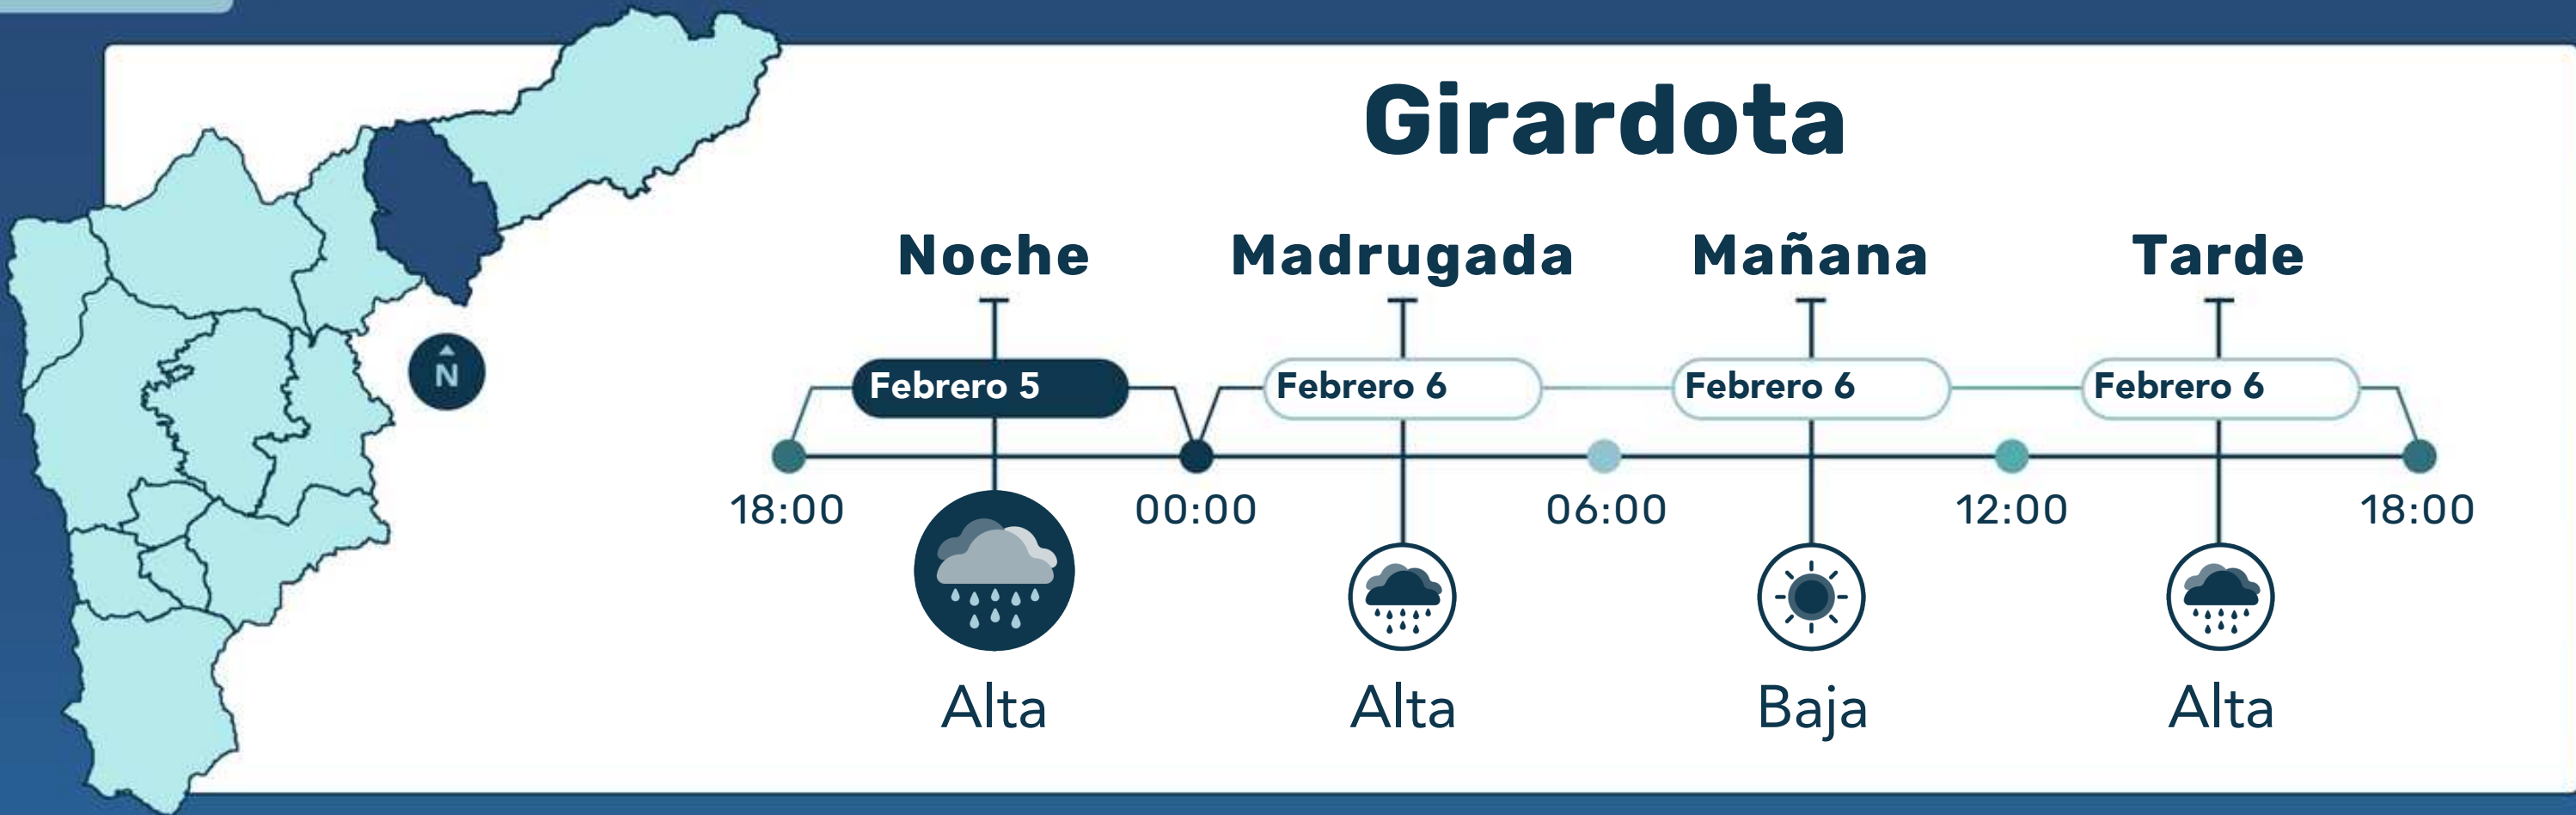 Girardota
Noche Madrugada Mañana Tarde
N
Febrero 5 Febrero 6 Febrero 6 Febrero 6
18:00 00:00 06:00 12:00 18:00
Alta Alta Baja Alta